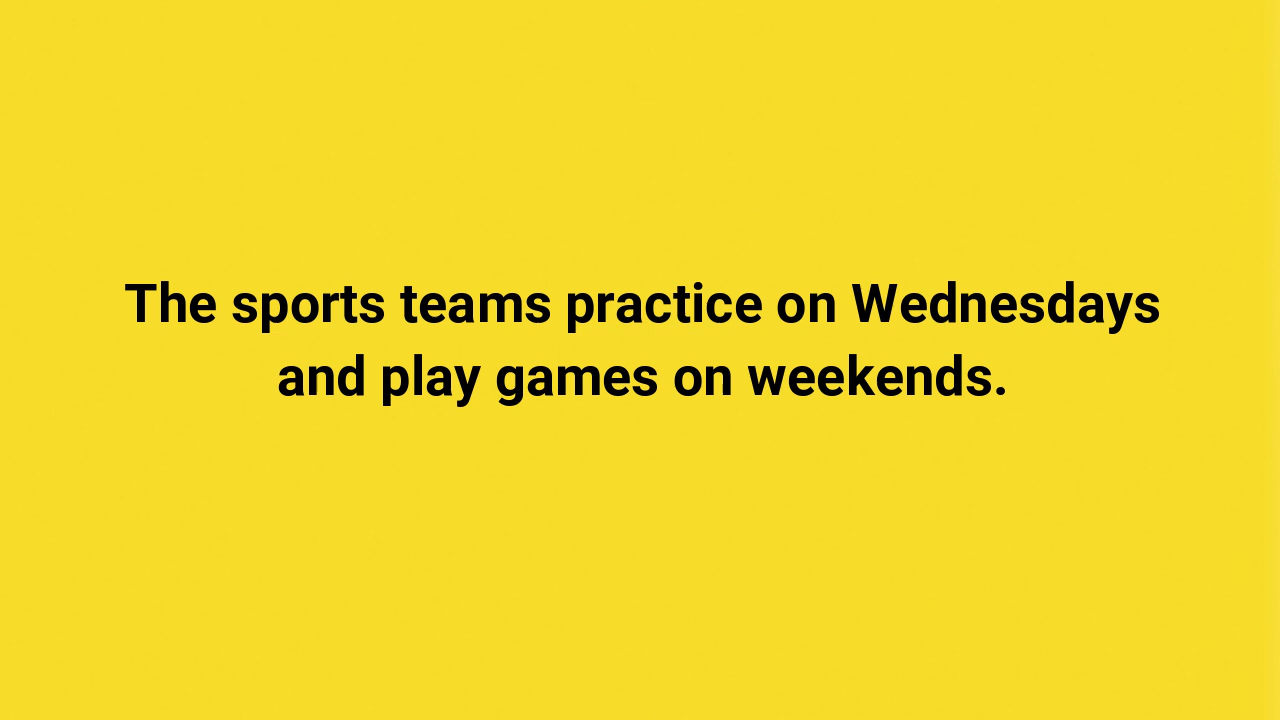 The sports teams practice on Wednesdays
and play games on weekends.